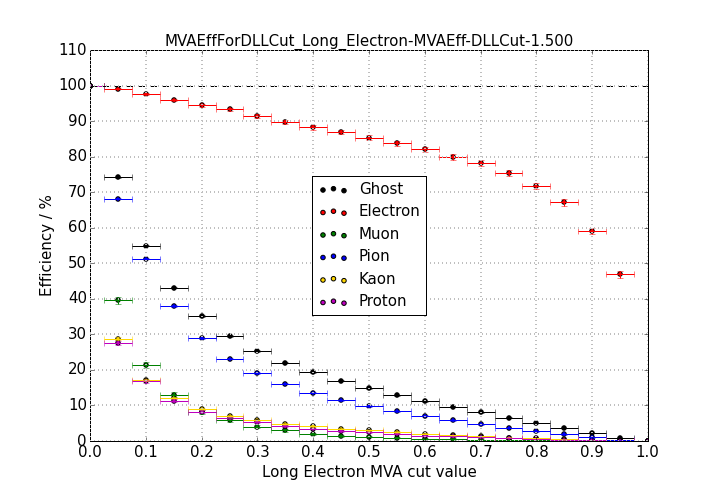 MVAEffForDLLCut_Long_Electron-MVAEff-DLLCut-1.500
110
100
90
80
70
60
50
40
30
20
10
0
Efficiency / %
Ghost
Electron
Muon
Pion
Kaon
Proton
0.0 0.1 0.2 0.3 0.4 0.5 0.6 0.7 0.8 0.9 1.0
Long Electron MVA cut value